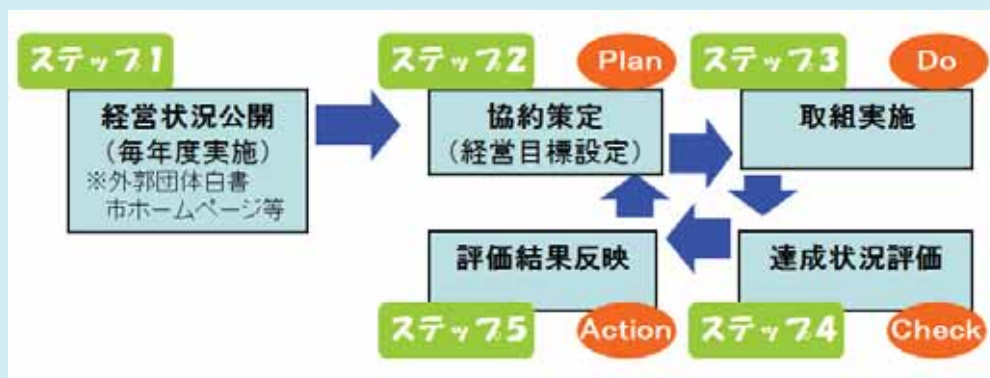 ステップ1
経営状況公開
（毎年度実施）
※外郭団体白書
市ホームページ等
ステップ2
Plan
協約策定
（経営目標設定）
ステップ3
Do
取組実施
ステップ4
Check
達成状況評価
ステップ5
Action
評価結果反映